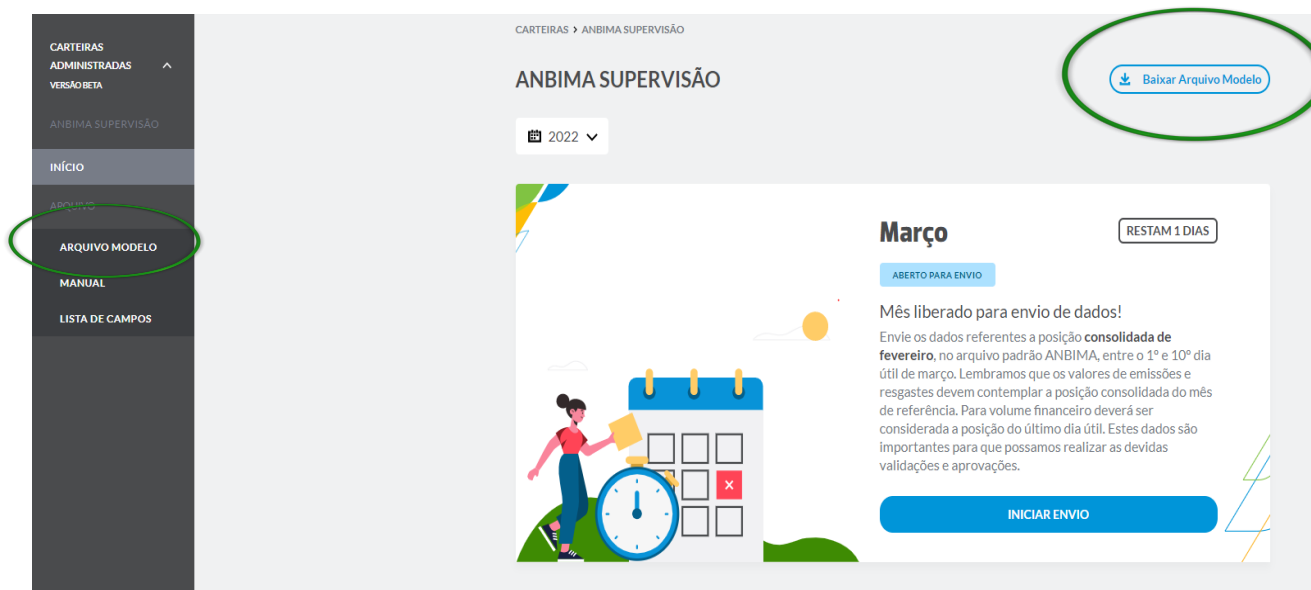 CARTEIRAS
ADMINISTRADAS
VERSÃO BETA
ANBIMA SUPERVISÃO
INÍCIO
ARQUIVO
ARQUIVO MODELO
MANUAL
LISTA DE CAMPOS
CARTEIRAS > ANBIMA SUPERVISÃO
ANBIMA SUPERVISÃO
Baixar Arquivo Modelo
2022
Março
RESTAM 1 DIAS
ABERTO PARA ENVIO
Mês liberado para envio de dados!
Envie os dados referentes a posição consolidada de
fevereiro, no arquivo padrão ANBIMA, entre o 1º e 10º dia
útil de março. Lembramos que os valores de emissões e
resgastes devem contemplar a posição consolidada do mês
de referência. Para volume financeiro deverá ser
considerada a posição do último dia útil. Estes dados são
importantes para que possamos realizar as devidas
validações e aprovações.
INICIAR ENVIO